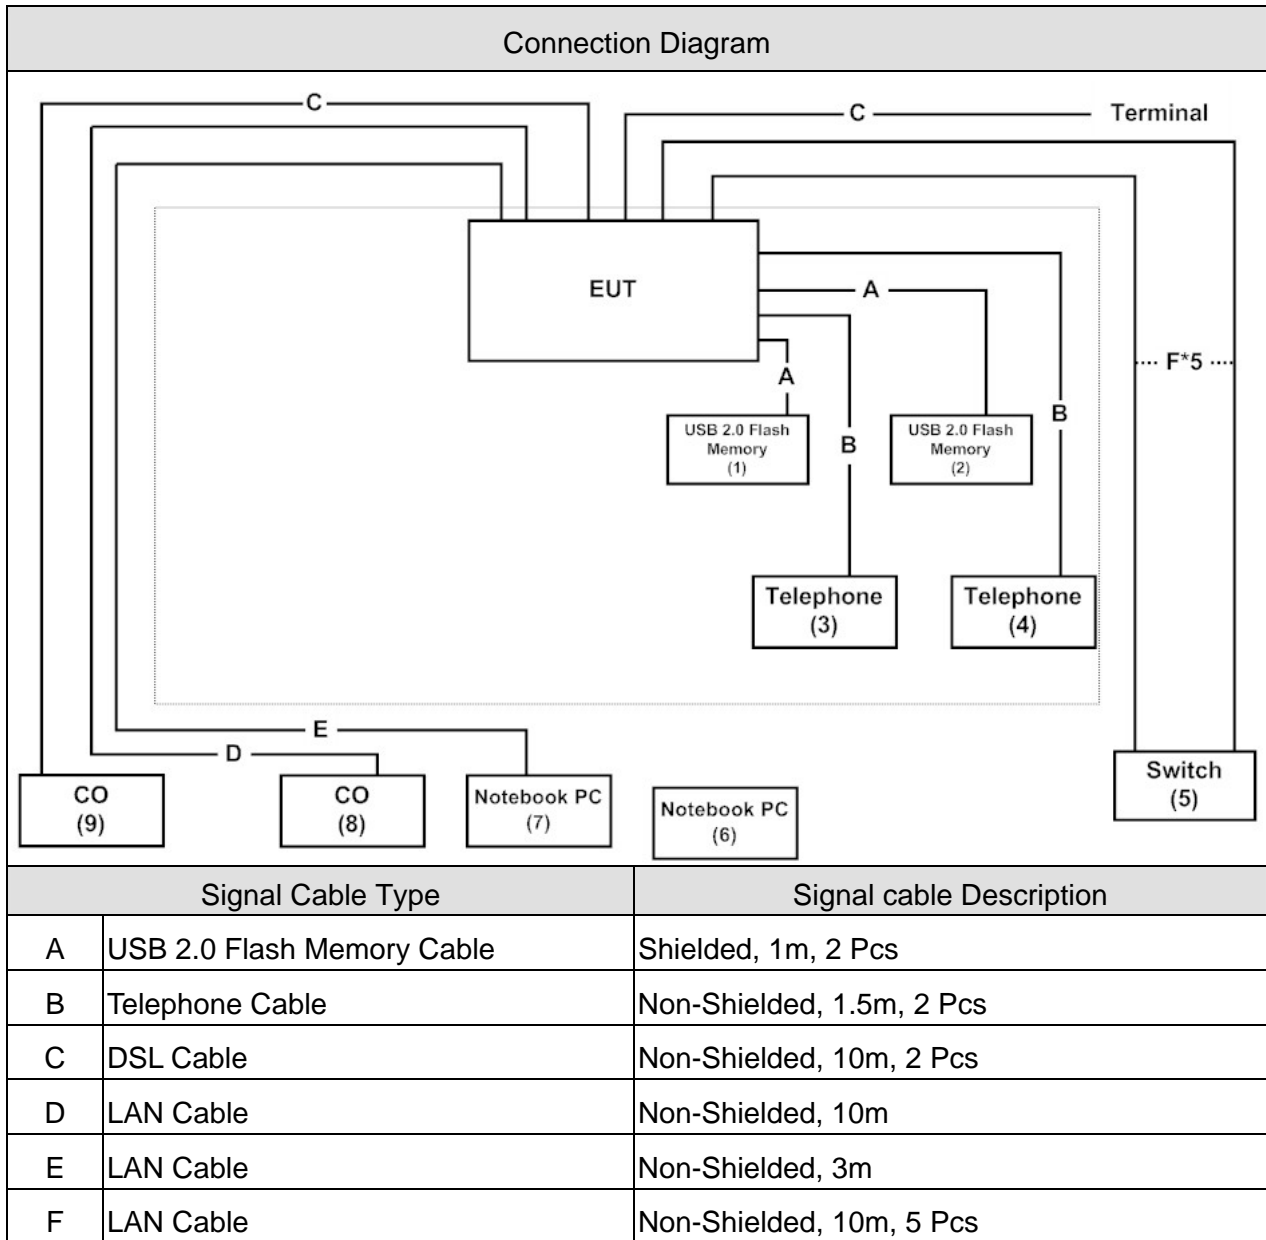 Connection Diagram
C
C
Terminal
EUT
A
F*5
A
B
USB 2.0 Flash
Memory
(1)
B
USB 2.0 Flash
Memory
(2)
Telephone
(3)
Telephone
(4)
E
D
CO
(9)
CO
(8)
Notebook PC
(7)
Notebook PC
(6)
Switch
(5)
Signal Cable Type Signal cable Description
A USB 2.0 Flash Memory Cable Shielded, 1m, 2 Pcs
B Telephone Cable Non-Shielded, 1.5m, 2 Pcs
C DSL Cable Non-Shielded, 10m, 2 Pcs
D LAN Cable Non-Shielded, 10m
E LAN Cable Non-Shielded, 3m
F LAN Cable Non-Shielded, 10m, 5 Pcs